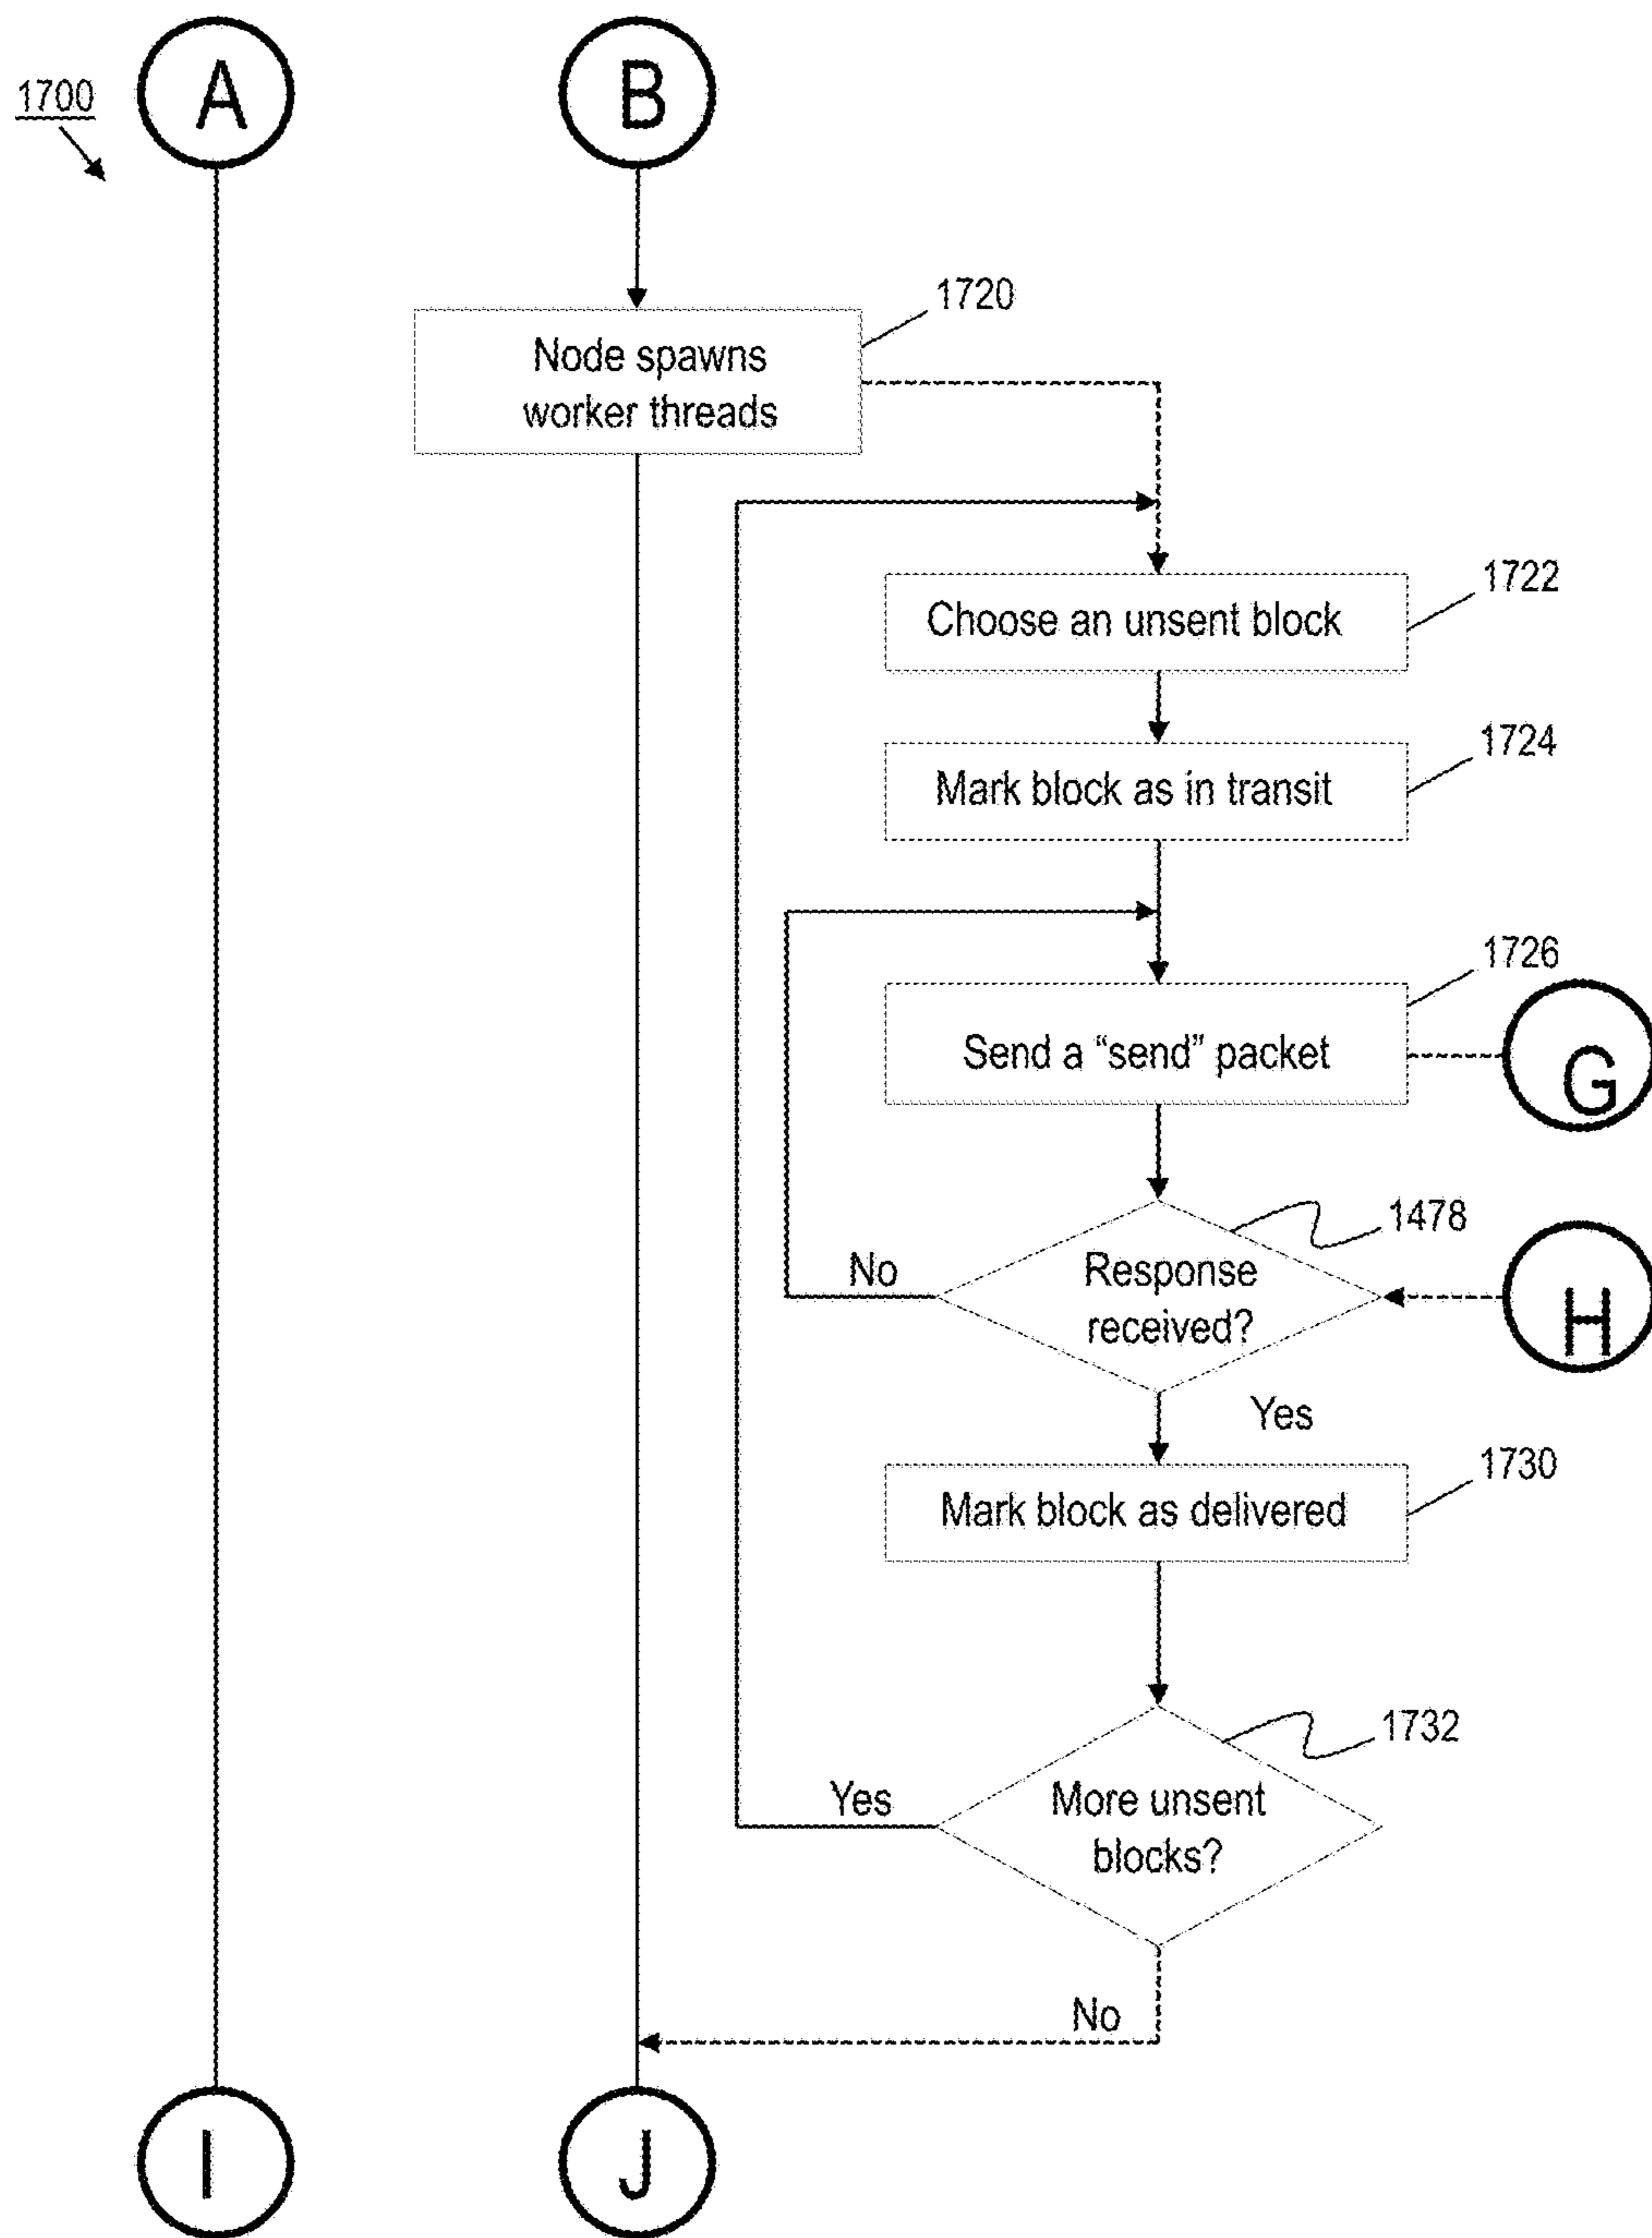 A
B
1700
1720
Node spawns
worker threads
1722
Choose an unsent block
1724
Mark block as in transit
1726
Send a “send” packet
G
1478
No
Response
received?
H
Yes
1730
Mark block as delivered
1732
Yes
More unsent
blocks?
No
I
J